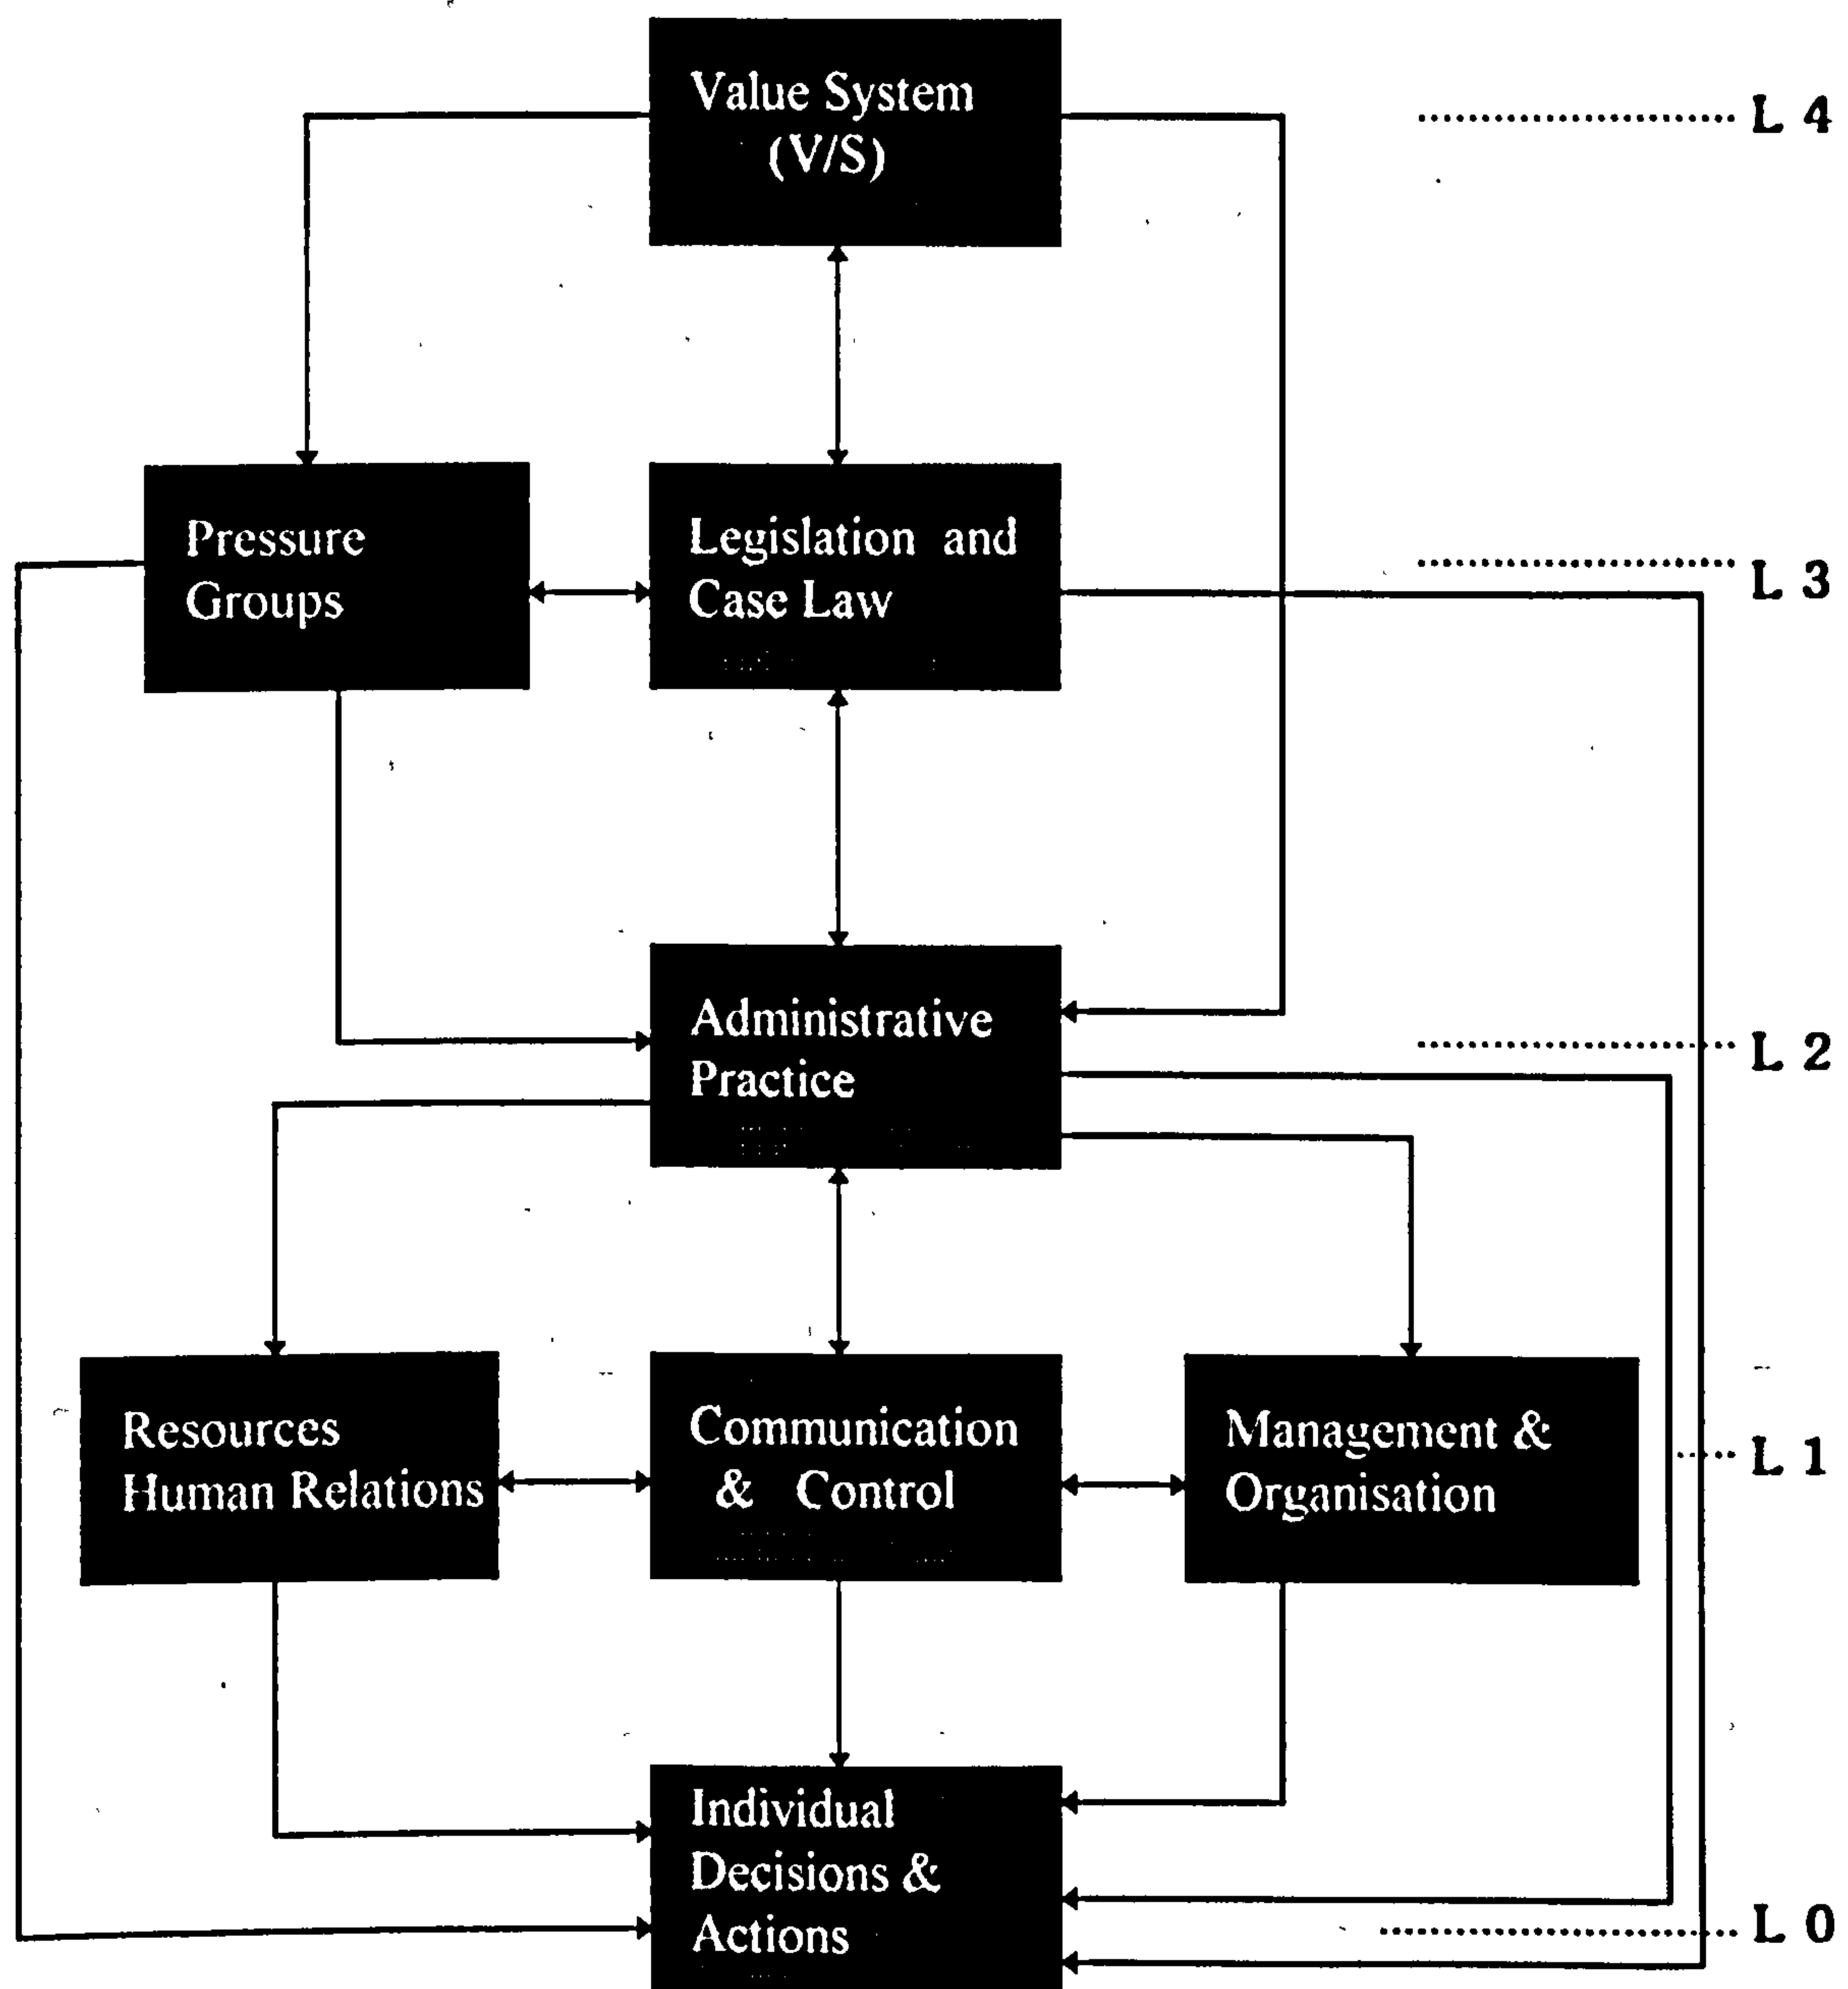 Value System
(V/S)
L 4
Pressure
Groups
Legislation and
Case Law
L 3
Administrative
Practice
L 2
Resources
Human Relations
Communication
& Control
Management &
Organisation
L 1
Individual
Decisions &
Actions
L 0